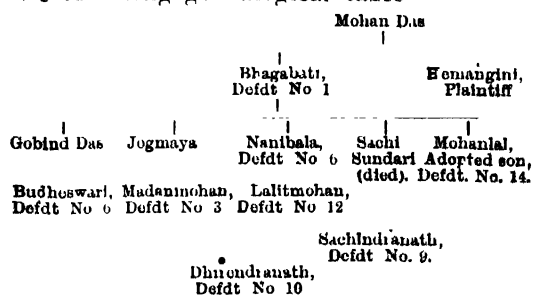 Mohan Das
Bhagabati, Hemangini,
Defdt No 1 Plaintiff
Gobind Das Jogmaya Nanibala, Sachi Mohanlal,
Defdt No 6 Sundari Adopted son,
(died). Defdt. No. 14.
Budheswari, Madanmohan, Lalitmohan,
Defdt No 6 Defdt No 3 Defdt No 12
Sachindranath,
Defdt No. 9.
Dhirendranath,
Defdt No 10